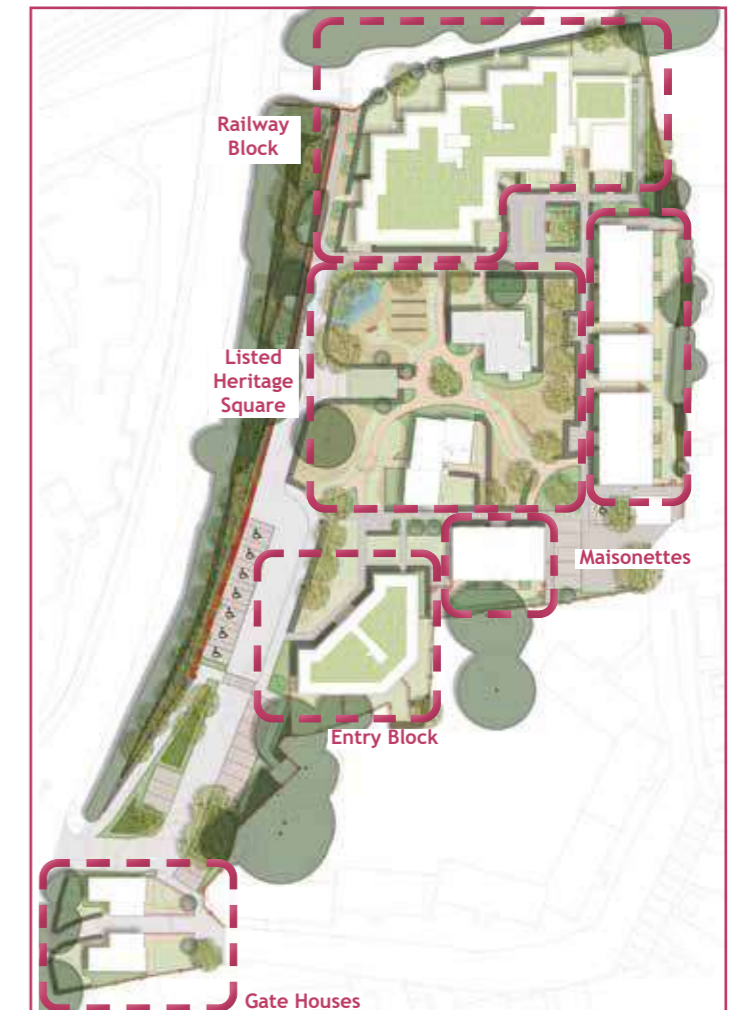 Railway
Block
Listed
Heritage
Square
Maisonettes
Entry Block
Gate Houses